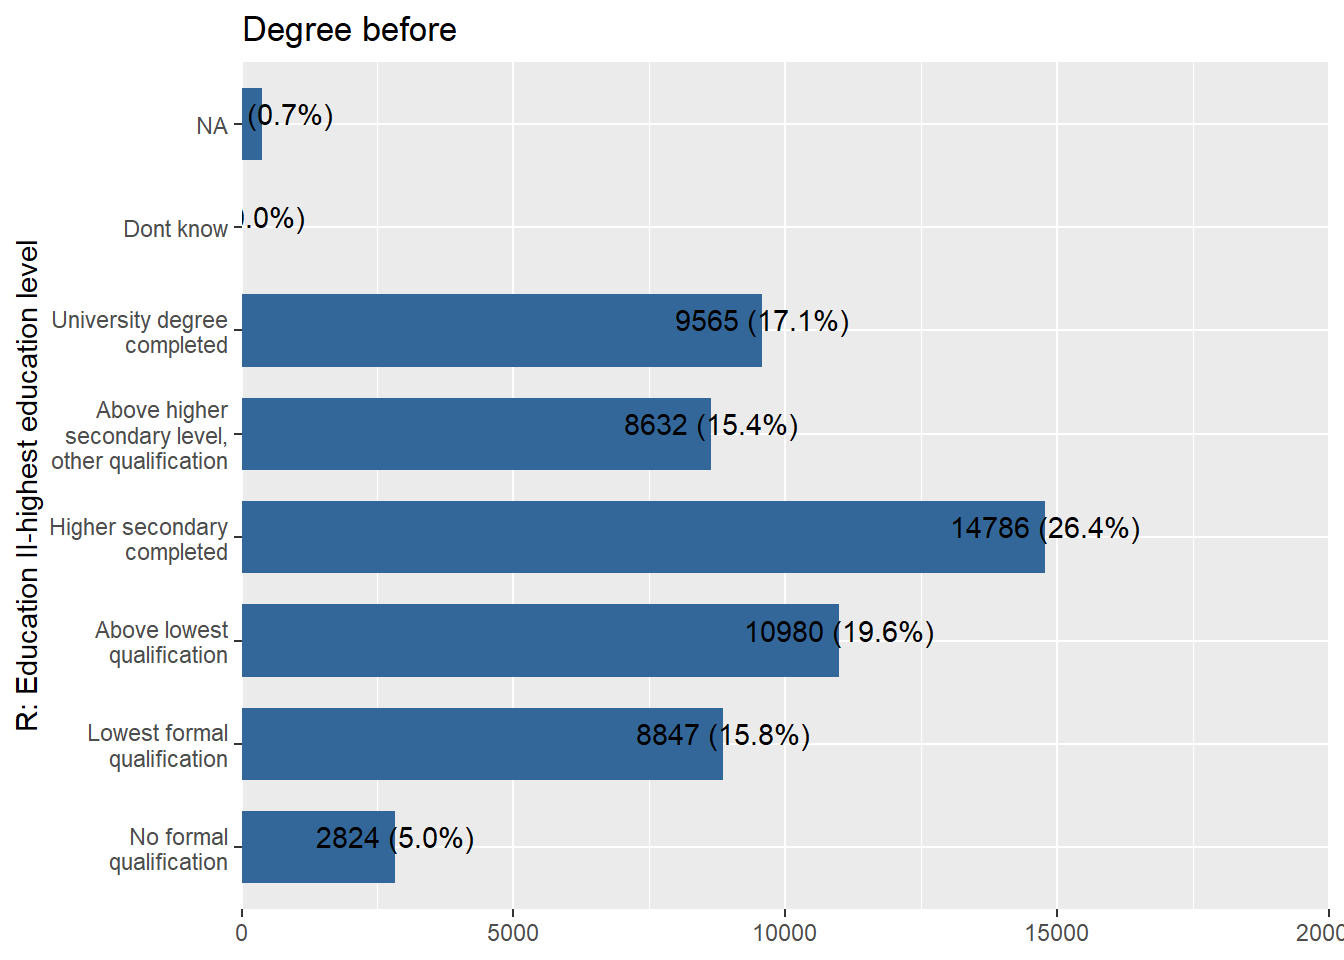 Degree before
R: Education II-highest education level
NA
(0.7%)
Dont know
.0%)
University degree
completed
9565 (17.1%)
Above higher
secondary level,
other qualification
8632 (15.4%)
Higher secondary
completed
14786 (26.4%)
Above lowest
qualification
10980 (19.6%)
Lowest formal
qualification
8847 (15.8%)
No formal
qualification
2824 (5.0%)
0
5000
10000
15000